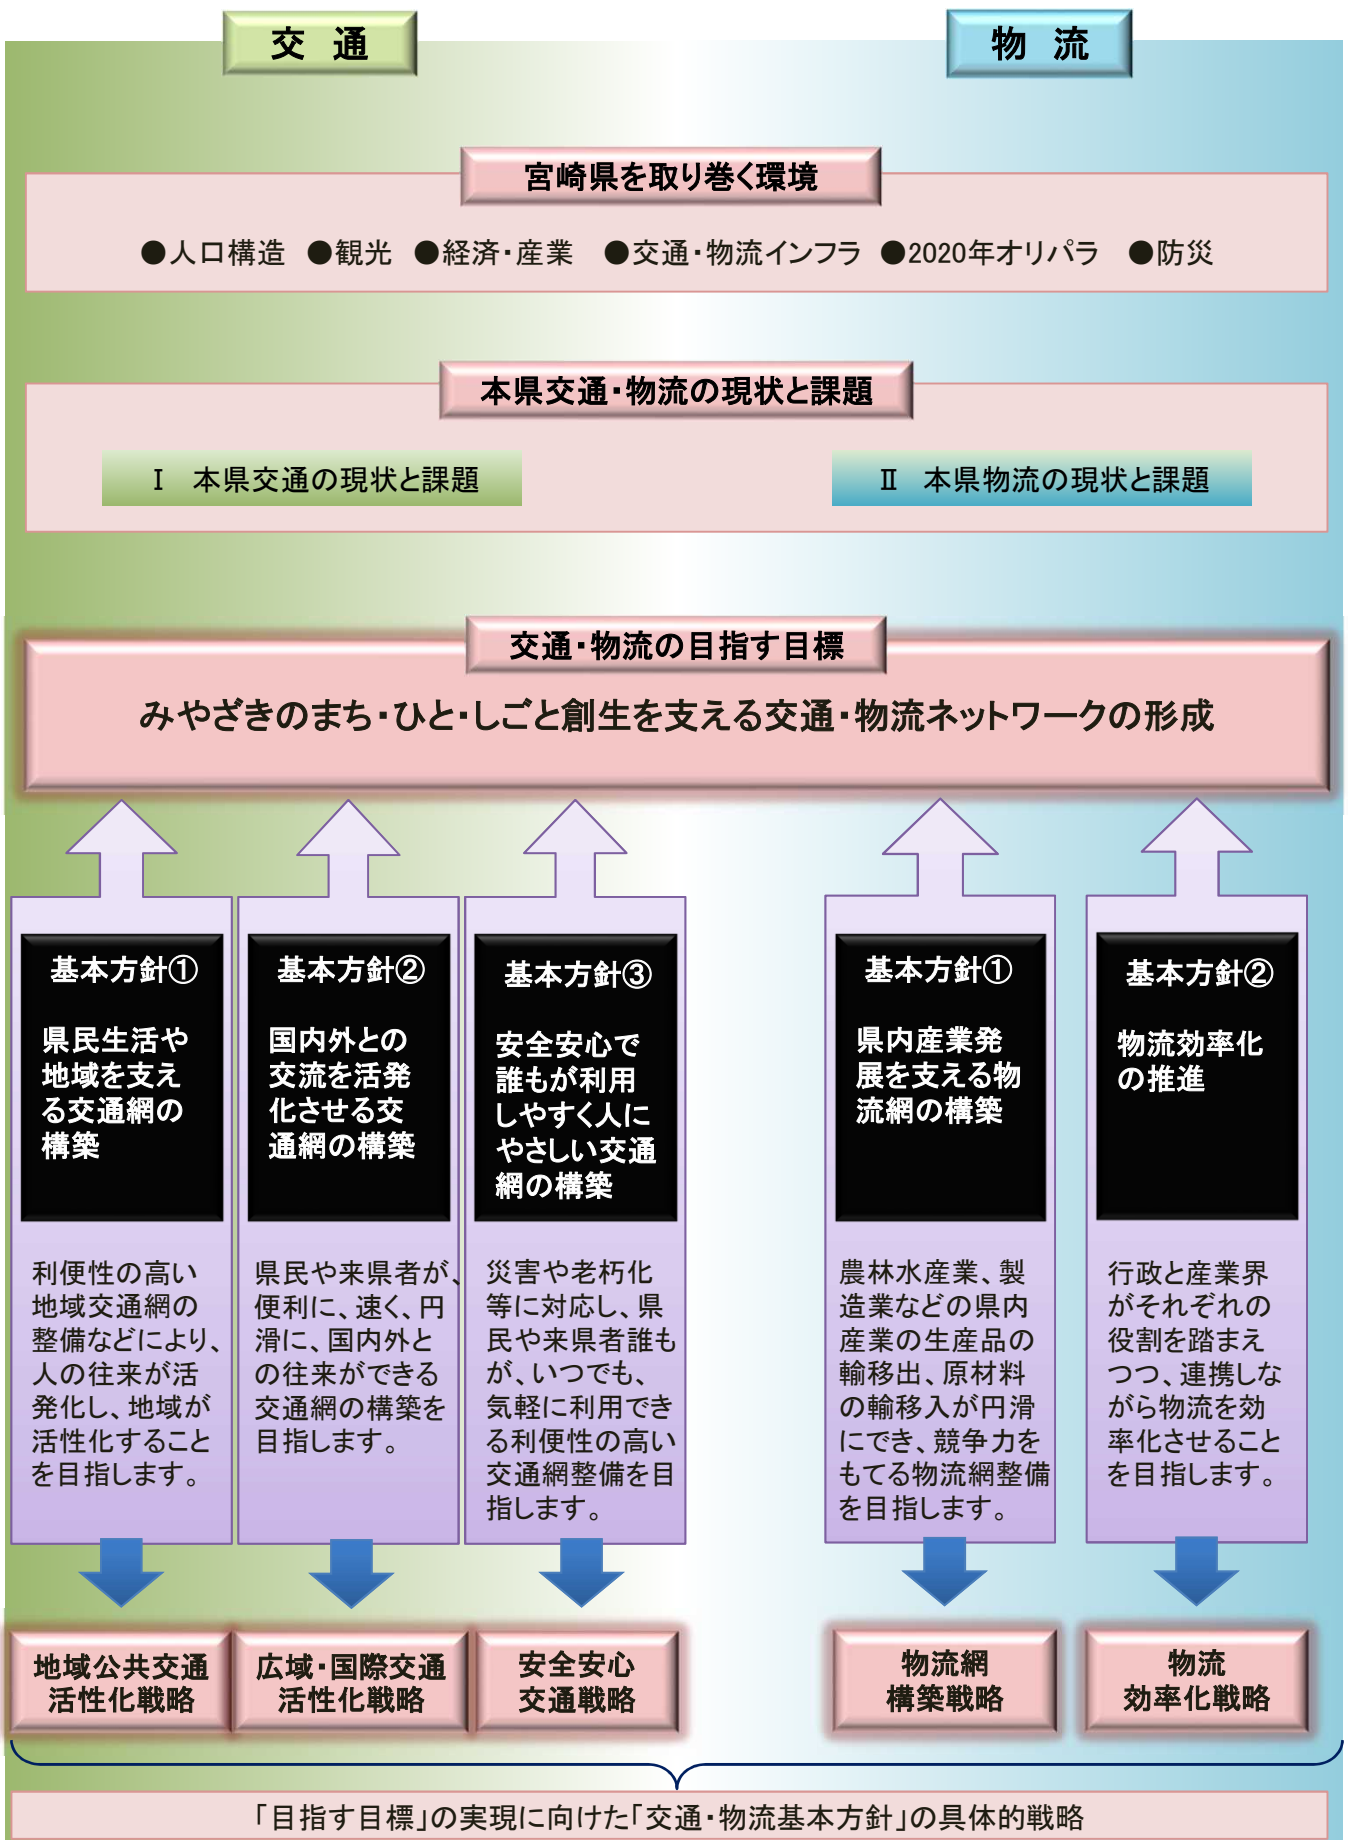 交　通
物　流
宮崎県を取り巻く環境
●人口構造　●観光　●経済・産業　●交通・物流インフラ　●2020年オリパラ　●防災
本県交通・物流の現状と課題
Ⅰ　本県交通の現状と課題
Ⅱ　本県物流の現状と課題
交通・物流の目指す目標
みやざきのまち・ひと・しごと創生を支える交通・物流ネットワークの形成
基本方針①
県民生活や
地域を支え
る交通網の
構築
利便性の高い
地域交通網の
整備などにより、
人の往来が活
発化し、地域が
活性化すること
を目指します。
基本方針②
国内外との
交流を活発
化させる交
通網の構築
県民や来県者が、
便利に、速く、円
滑に、国内外と
の往来ができる
交通網の構築を
目指します。
基本方針③
安全安心で
誰もが利用
しやすく人に
やさしい交通
網の構築
災害や老朽化
等に対応し、県
民や来県者誰も
が、いつでも、
気軽に利用でき
る利便性の高い
交通網整備を目
指します。
基本方針①
県内産業発
展を支える物
流網の構築
農林水産業、製
造業などの県内
産業の生産品の
輸移出、原材料
の輸移入が円滑
にでき、競争力を
もてる物流網整備
を目指します。
基本方針②
物流効率化
の推進
行政と産業界
がそれぞれの
役割を踏まえ
つつ、連携しな
がら物流を効
率化させること
を目指します。
地域公共交通
活性化戦略
広域・国際交通
活性化戦略
安全安心
交通戦略
物流網
構築戦略
物流
効率化戦略
「目指す目標」の実現に向けた「交通・物流基本方針」の具体的戦略